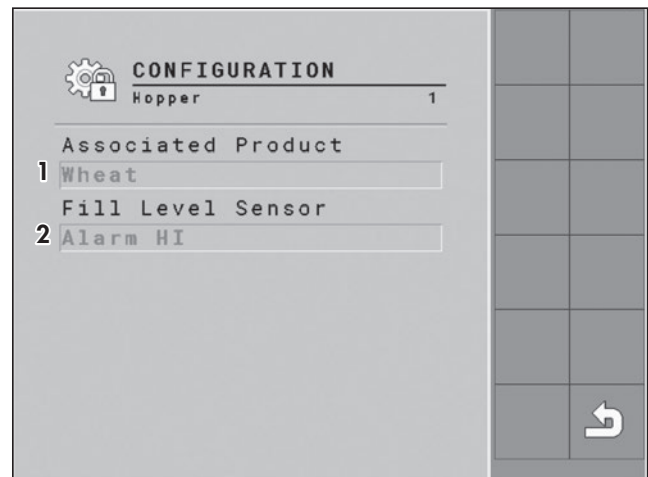 CONFIGURATION
Hopper 1
Associated Product
1 Wheat
Fill Level Sensor
2 Alarm HI